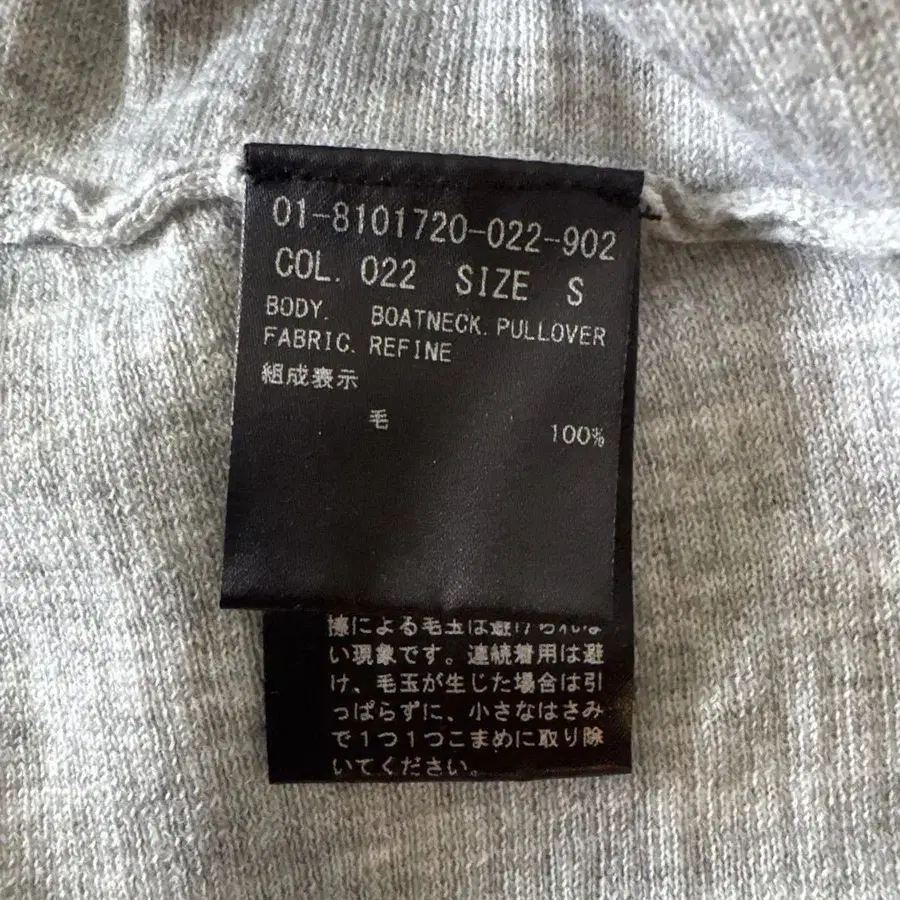 01-8101720-022-902
COL. 022 SIZE S
BODY. BOATNECK. PULLOVER
FABRIC. REFINE
組成表示
毛 100%
擦による毛玉は避けられな
い現象です。連続着用は避
け、毛玉が生じた場合は引
っぱらずに、小さなはさみ
で1つ1つこまめに取り除
いてください。